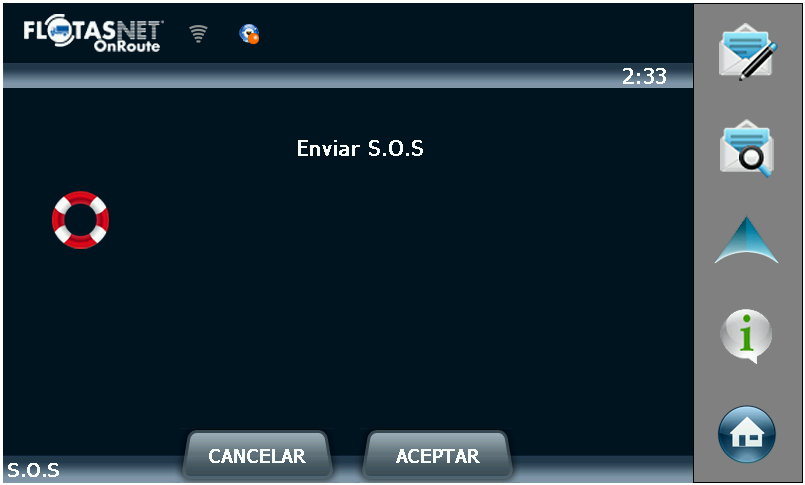 FLOTASNET
OnRoute
2:33
Enviar S.O.S
CANCELAR
ACEPTAR
S.O.S